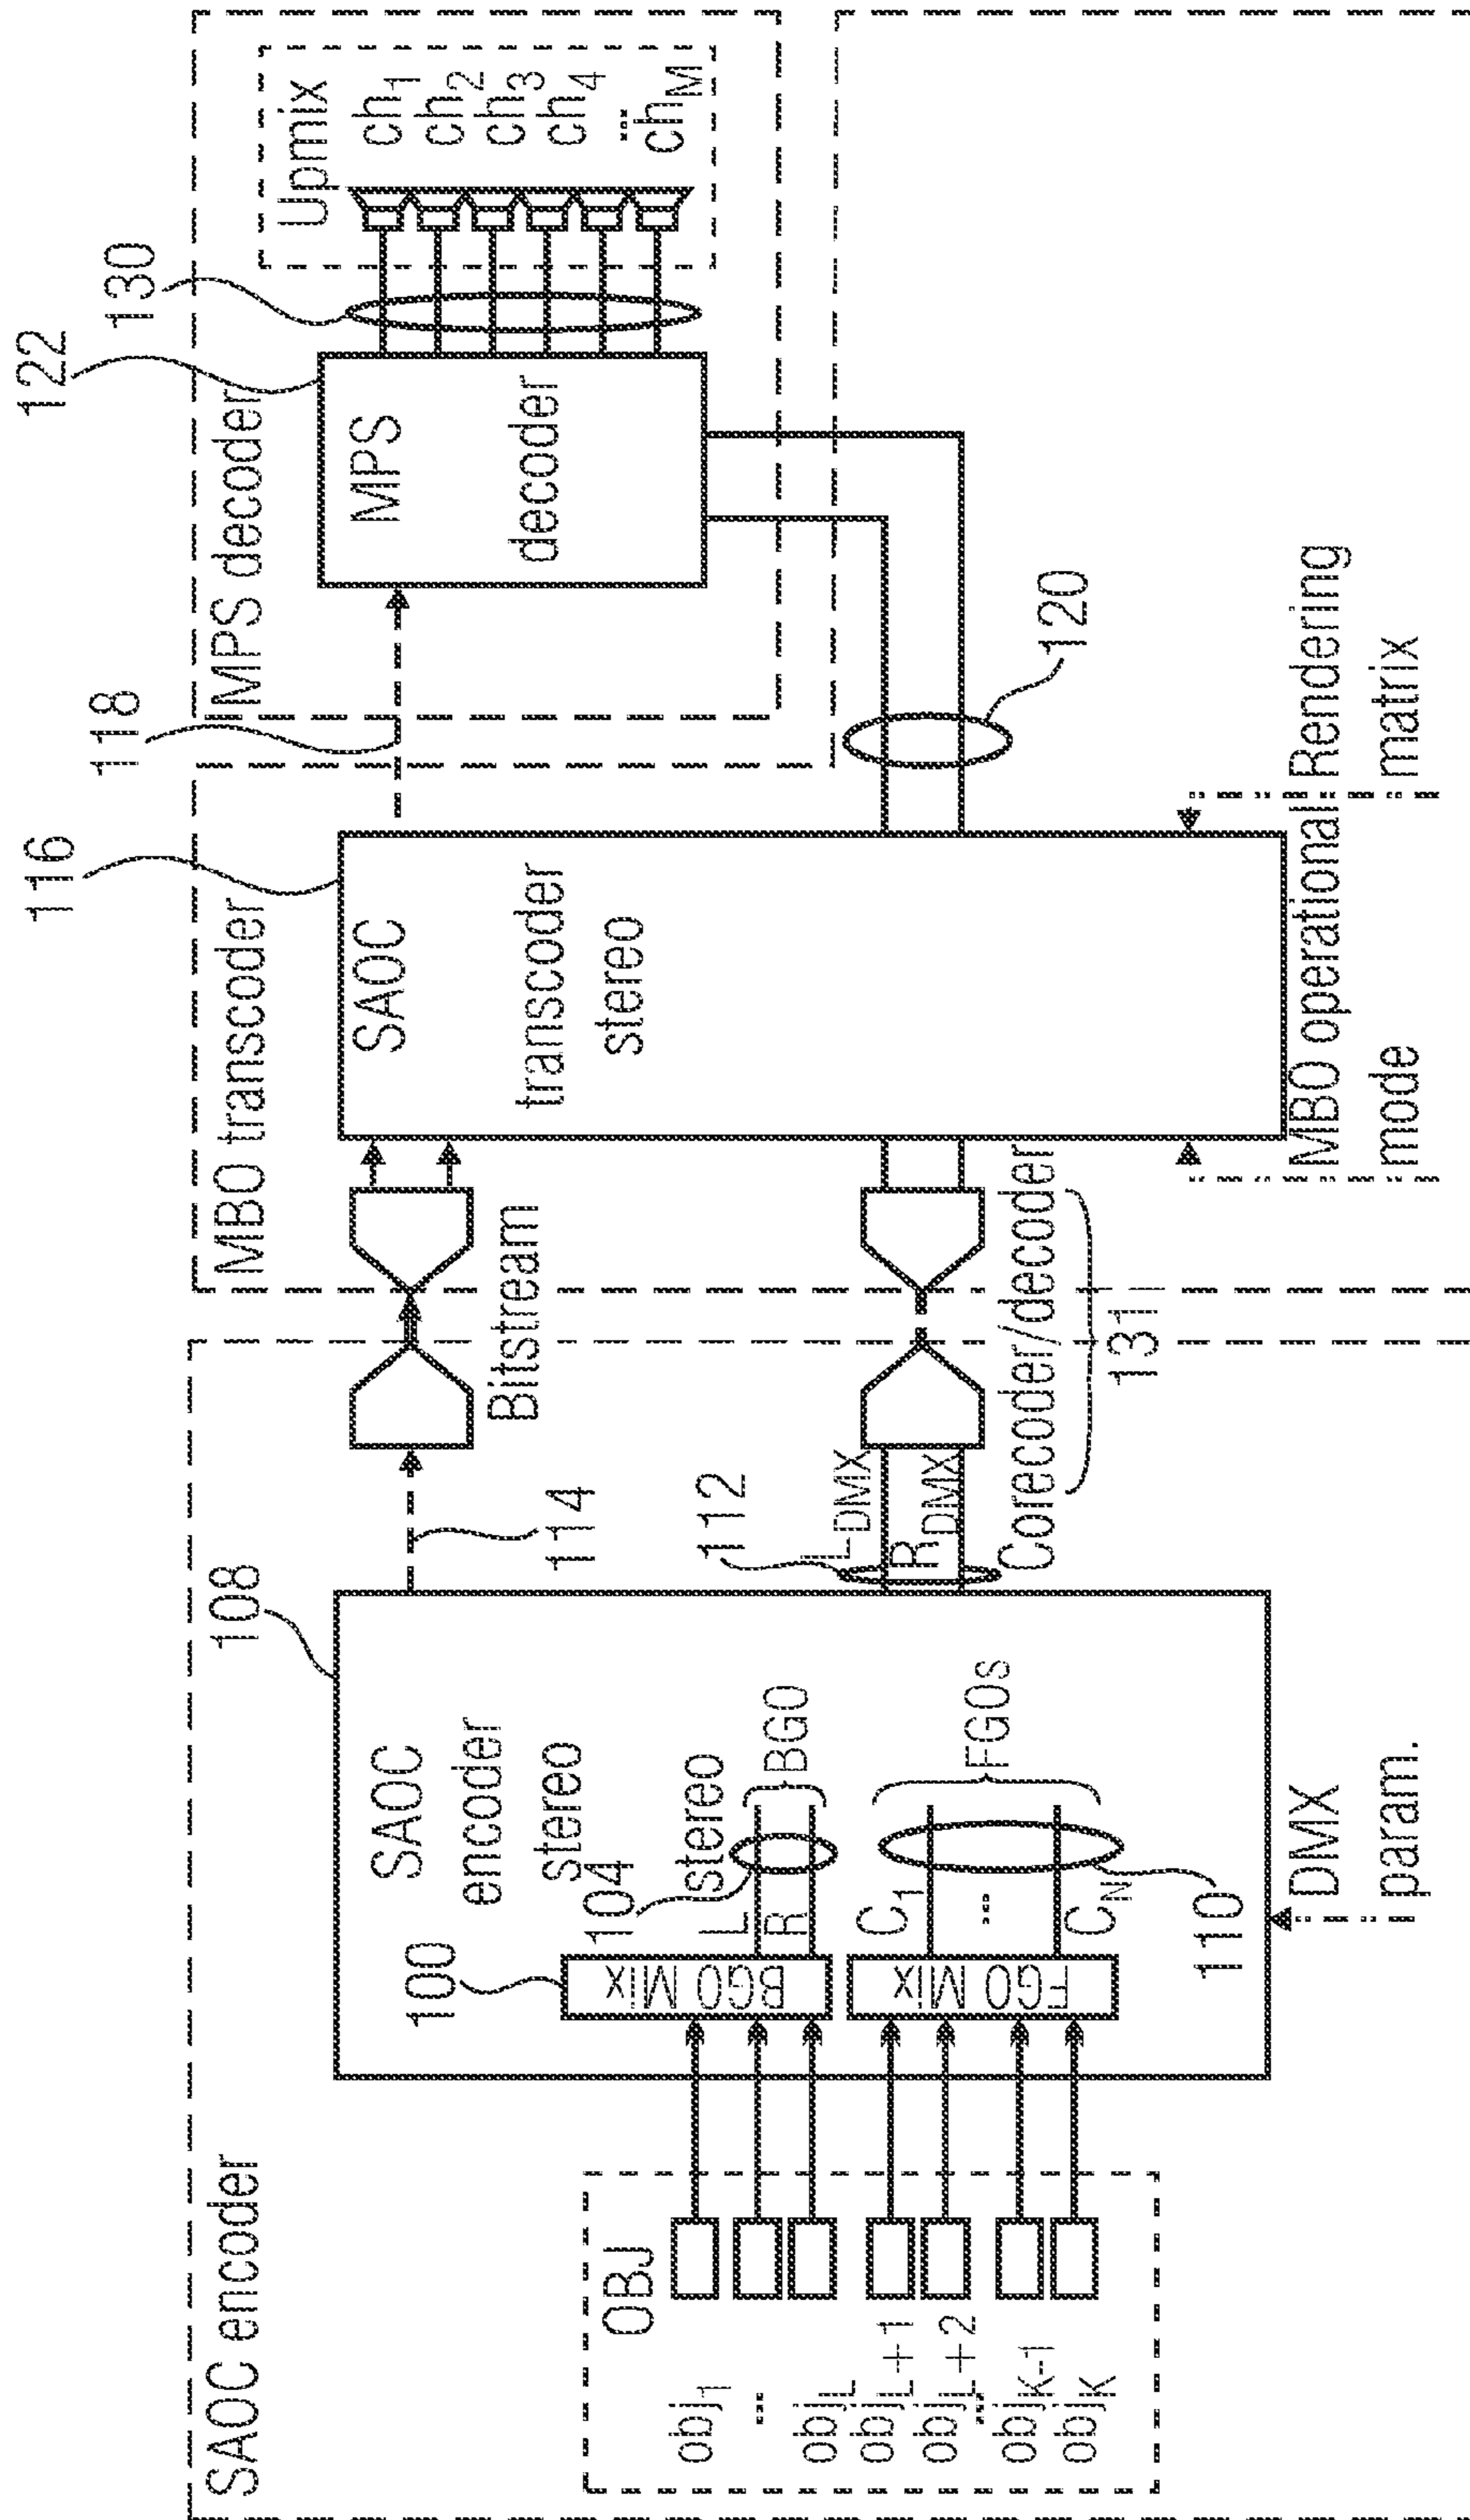 SAOC encoder
OBJ
obj1
...
objL
objL+1
objL+2
...
objK-1
objK
108
SAOC
encoder
stereo
stereo
100
104
BGO Mix
L
R
BGO
FGO Mix
C1
...
CN
FGOs
110
DMX
param.
114
112
LDMX
RDMX
Bitstream
Corecoder/decoder
131
MBO transcoder
116
SAOC
transcoder
stereo
MBO operational
mode
Rendering
matrix
118
120
MPS decoder
122
MPS
decoder
130
Upmix
ch1
ch2
ch3
ch4
...
chM